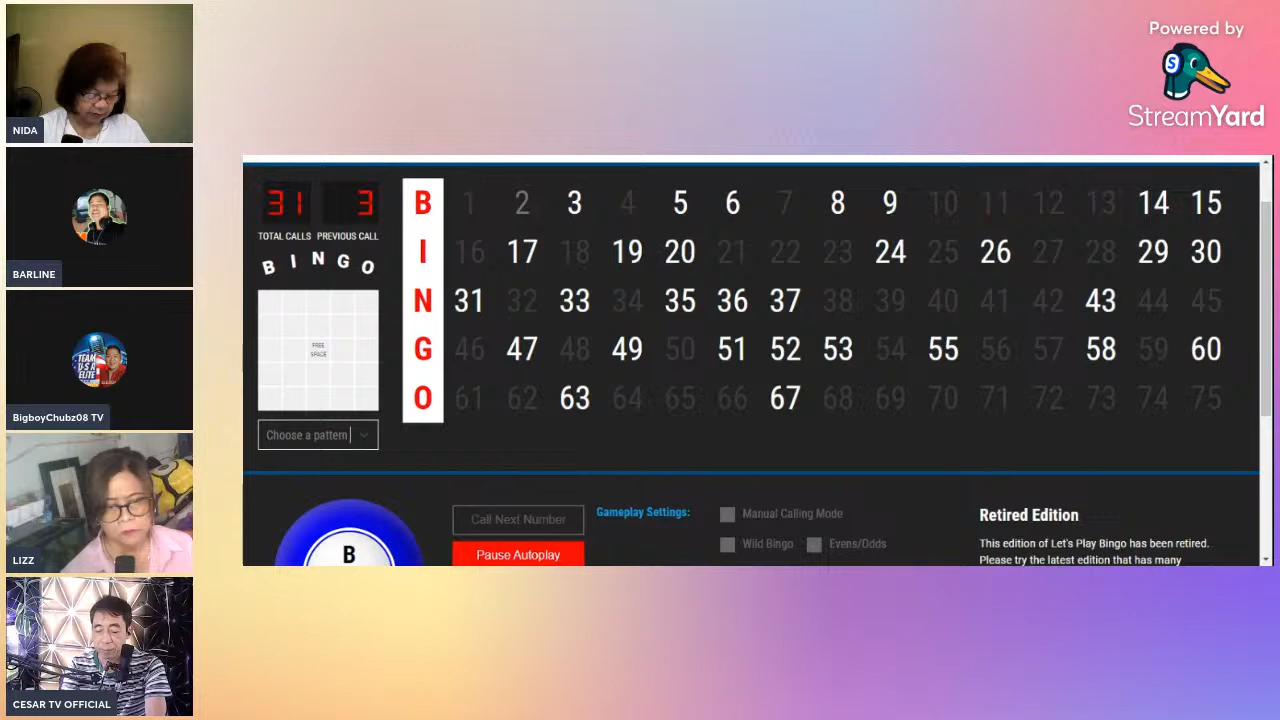 Powered by
S
StreamYard
NIDA
BARLINE
TEAM
U-S A
ELITE
BigboyChubz08 TV
LIZZ
CESAR TV OFFICIAL
31 3
TOTAL CALLS PREVIOUS CALL
B I N G O
FREE
SPACE
Choose a pattern
B 1 2 3 4 5 6 7 8 9 10 11 12 13 14 15
I 16 17 18 19 20 21 22 23 24 25 26 27 28 29 30
N 31 32 33 34 35 36 37 38 39 40 41 42 43 44 45
G 46 47 48 49 50 51 52 53 54 55 56 57 58 59 60
O 61 62 63 64 65 66 67 68 69 70 71 72 73 74 75
B
Call Next Number
Pause Autoplay
Gameplay Settings:
Manual Calling Mode
Wild Bingo
Evens/Odds
Retired Edition
This edition of Let's Play Bingo has been retired.
Please try the latest edition that has many